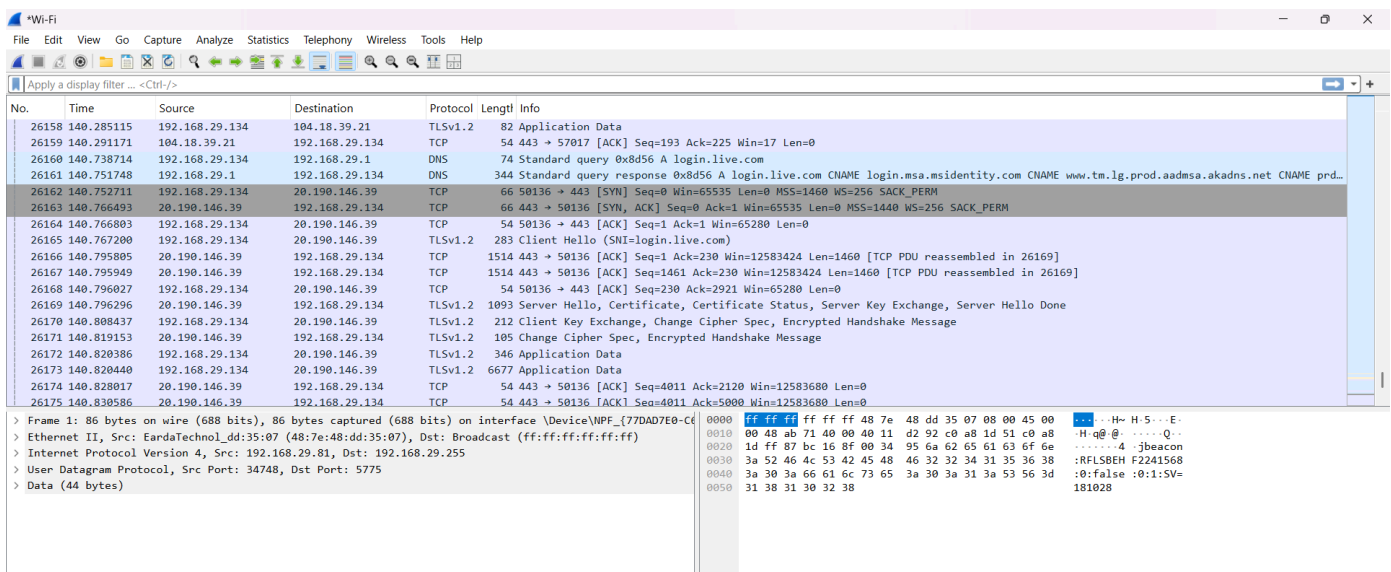 *Wi-Fi
File Edit View Go Capture Analyze Statistics Telephony Wireless Tools Help
Apply a display filter ... <Ctrl-/>
No. Time Source Destination Protocol Length Info
26158 140.285115 192.168.29.134 104.18.39.21 TLSv1.2 82 Application Data
26159 140.291171 104.18.39.21 192.168.29.134 TCP 54 443 → 57017 [ACK] Seq=193 Ack=225 Win=17 Len=0
26160 140.738714 192.168.29.134 192.168.29.1 DNS 74 Standard query 0x8d56 A login.live.com
26161 140.751748 192.168.29.1 192.168.29.134 DNS 344 Standard query response 0x8d56 A login.live.com CNAME login.msa.msidentity.com CNAME www.tm.lg.prod.aadmsa.akadns.net CNAME prd…
26162 140.752711 192.168.29.134 20.190.146.39 TCP 66 50136 → 443 [SYN] Seq=0 Win=65535 Len=0 MSS=1460 WS=256 SACK_PERM
26163 140.766493 20.190.146.39 192.168.29.134 TCP 66 443 → 50136 [SYN, ACK] Seq=0 Ack=1 Win=65535 Len=0 MSS=1440 WS=256 SACK_PERM
26164 140.766803 192.168.29.134 20.190.146.39 TCP 54 50136 → 443 [ACK] Seq=1 Ack=1 Win=65280 Len=0
26165 140.767200 192.168.29.134 20.190.146.39 TLSv1.2 283 Client Hello (SNI=login.live.com)
26166 140.795805 20.190.146.39 192.168.29.134 TCP 1514 443 → 50136 [ACK] Seq=1 Ack=230 Win=12583424 Len=1460 [TCP PDU reassembled in 26169]
26167 140.795949 20.190.146.39 192.168.29.134 TCP 1514 443 → 50136 [ACK] Seq=1461 Ack=230 Win=12583424 Len=1460 [TCP PDU reassembled in 26169]
26168 140.796027 192.168.29.134 20.190.146.39 TCP 54 50136 → 443 [ACK] Seq=230 Ack=2921 Win=65280 Len=0
26169 140.796296 20.190.146.39 192.168.29.134 TLSv1.2 1093 Server Hello, Certificate, Certificate Status, Server Key Exchange, Server Hello Done
26170 140.808437 192.168.29.134 20.190.146.39 TLSv1.2 212 Client Key Exchange, Change Cipher Spec, Encrypted Handshake Message
26171 140.819153 20.190.146.39 192.168.29.134 TLSv1.2 105 Change Cipher Spec, Encrypted Handshake Message
26172 140.820386 192.168.29.134 20.190.146.39 TLSv1.2 346 Application Data
26173 140.820440 192.168.29.134 20.190.146.39 TLSv1.2 6677 Application Data
26174 140.828017 20.190.146.39 192.168.29.134 TCP 54 443 → 50136 [ACK] Seq=4011 Ack=2120 Win=12583680 Len=0
26175 140.830586 20.190.146.39 192.168.29.134 TCP 54 443 → 50136 [ACK] Seq=4011 Ack=5000 Win=12583680 Len=0
> Frame 1: 86 bytes on wire (688 bits), 86 bytes captured (688 bits) on interface \Device\NPF_{77DAD7E0-C6
> Ethernet II, Src: EardaTechnol_dd:35:07 (48:7e:48:dd:35:07), Dst: Broadcast (ff:ff:ff:ff:ff:ff)
> Internet Protocol Version 4, Src: 192.168.29.81, Dst: 192.168.29.255
> User Datagram Protocol, Src Port: 34748, Dst Port: 5775
> Data (44 bytes)
0000 ff ff ff ff ff ff 48 7e 48 dd 35 07 08 00 45 00 ······H~ H·5···E·
0010 00 48 ab 71 40 00 40 11 d2 92 c0 a8 1d 51 c0 a8 ·H·q@·@· ·····Q··
0020 1d ff 87 bc 16 8f 00 34 95 6a 62 65 61 63 6f 6e ·······4 ·jbeacon
0030 3a 52 46 4c 53 42 45 48 46 32 32 34 31 35 36 38 :RFLSBEH F2241568
0040 3a 30 3a 66 61 6c 73 65 3a 30 3a 31 3a 53 56 3d :0:false :0:1:SV=
0050 31 38 31 30 32 38 181028